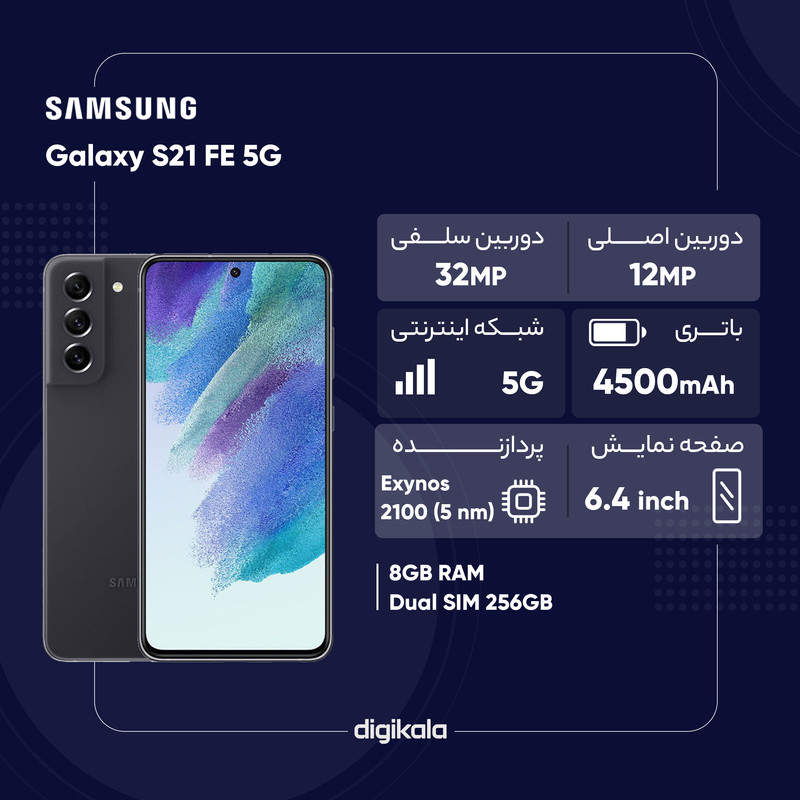 SAMSUNG
Galaxy S21 FE 5G
دوربین اصلی
12MP
دوربین سلفی
32MP
باتری
4500mAh
شبکه اینترنتی
5G
صفحه نمایش
6.4 inch
پردازنده
Exynos
2100 (5 nm)
8GB RAM
Dual SIM 256GB
SAM
digikala